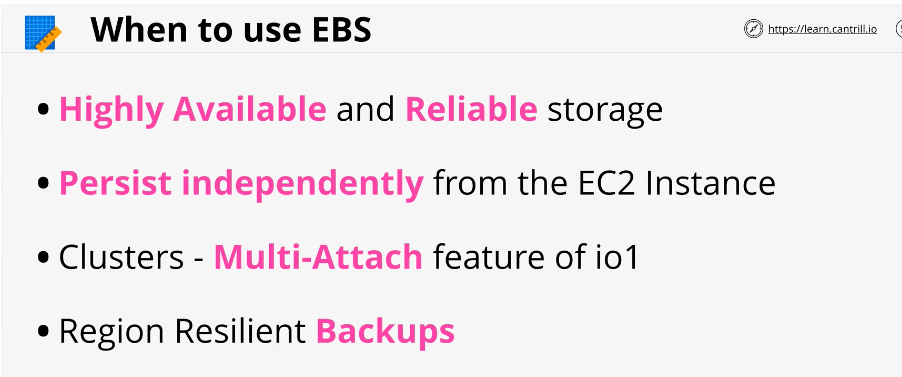 When to use EBS
https://learn.cantrill.io
• Highly Available and Reliable storage
• Persist independently from the EC2 Instance
• Clusters - Multi-Attach feature of io1
• Region Resilient Backups